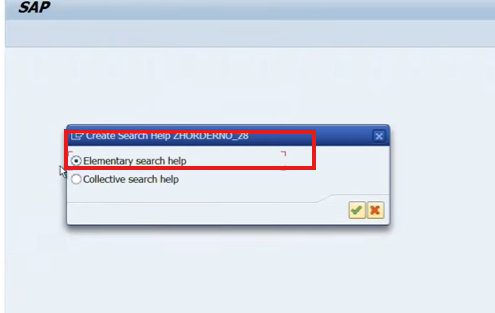 SAP
Create Search Help ZHORDERNO_28
Elementary search help
Collective search help